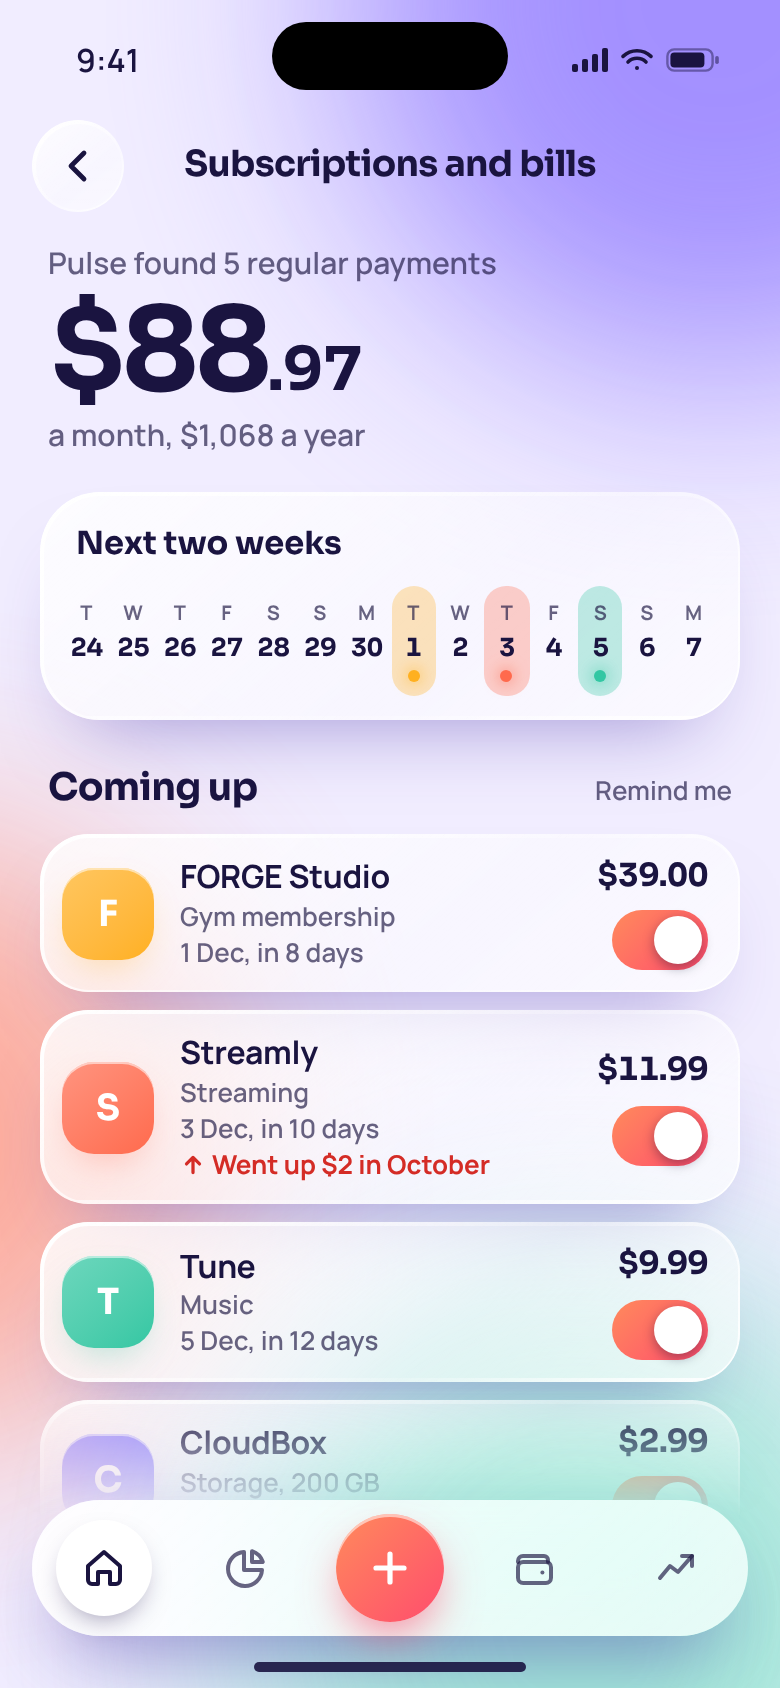 9:41
Subscriptions and bills
Pulse found 5 regular payments
$88.97
a month, $1,068 a year
Next two weeks
T W T F S S M T W T F S S M
24 25 26 27 28 29 30 1 2 3 4 5 6 7
Coming up
Remind me
F
FORGE Studio
Gym membership
1 Dec, in 8 days
$39.00
S
Streamly
Streaming
3 Dec, in 10 days
↑ Went up $2 in October
$11.99
T
Tune
Music
5 Dec, in 12 days
$9.99
C
CloudBox
Storage, 200 GB
$2.99